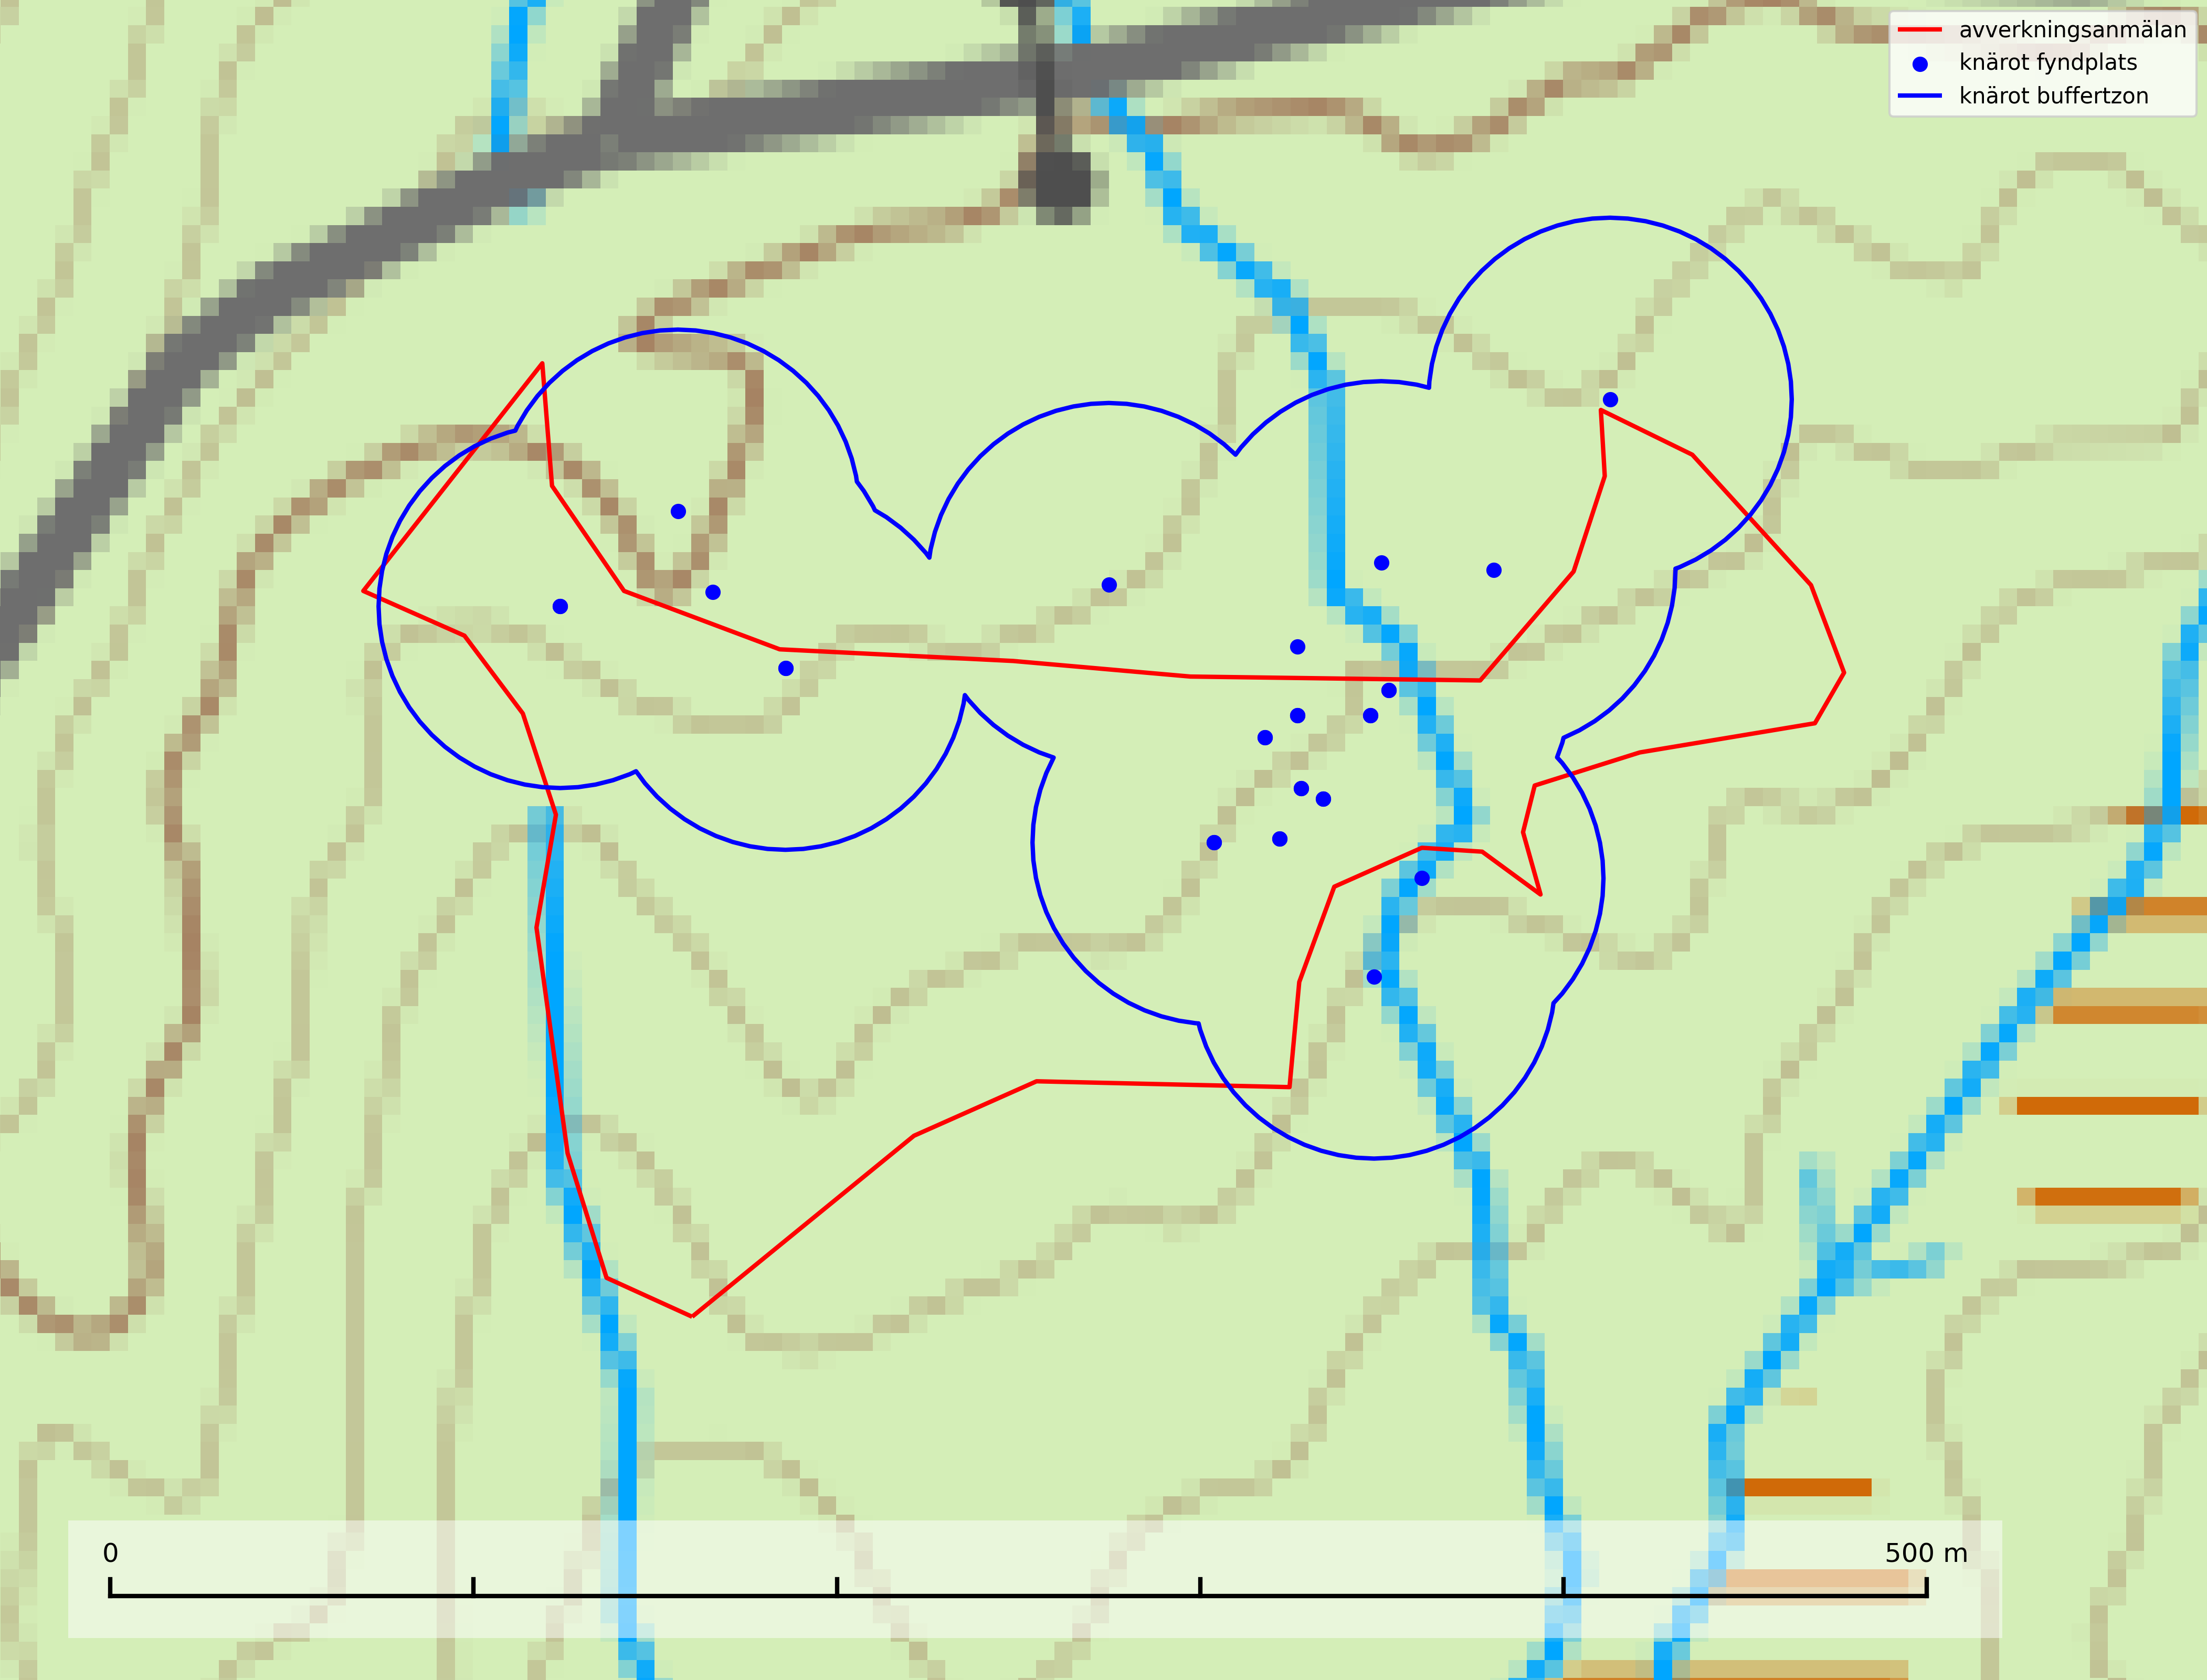 avverkningsanmälan
knärot fyndplats
knärot buffertzon
0
500 m